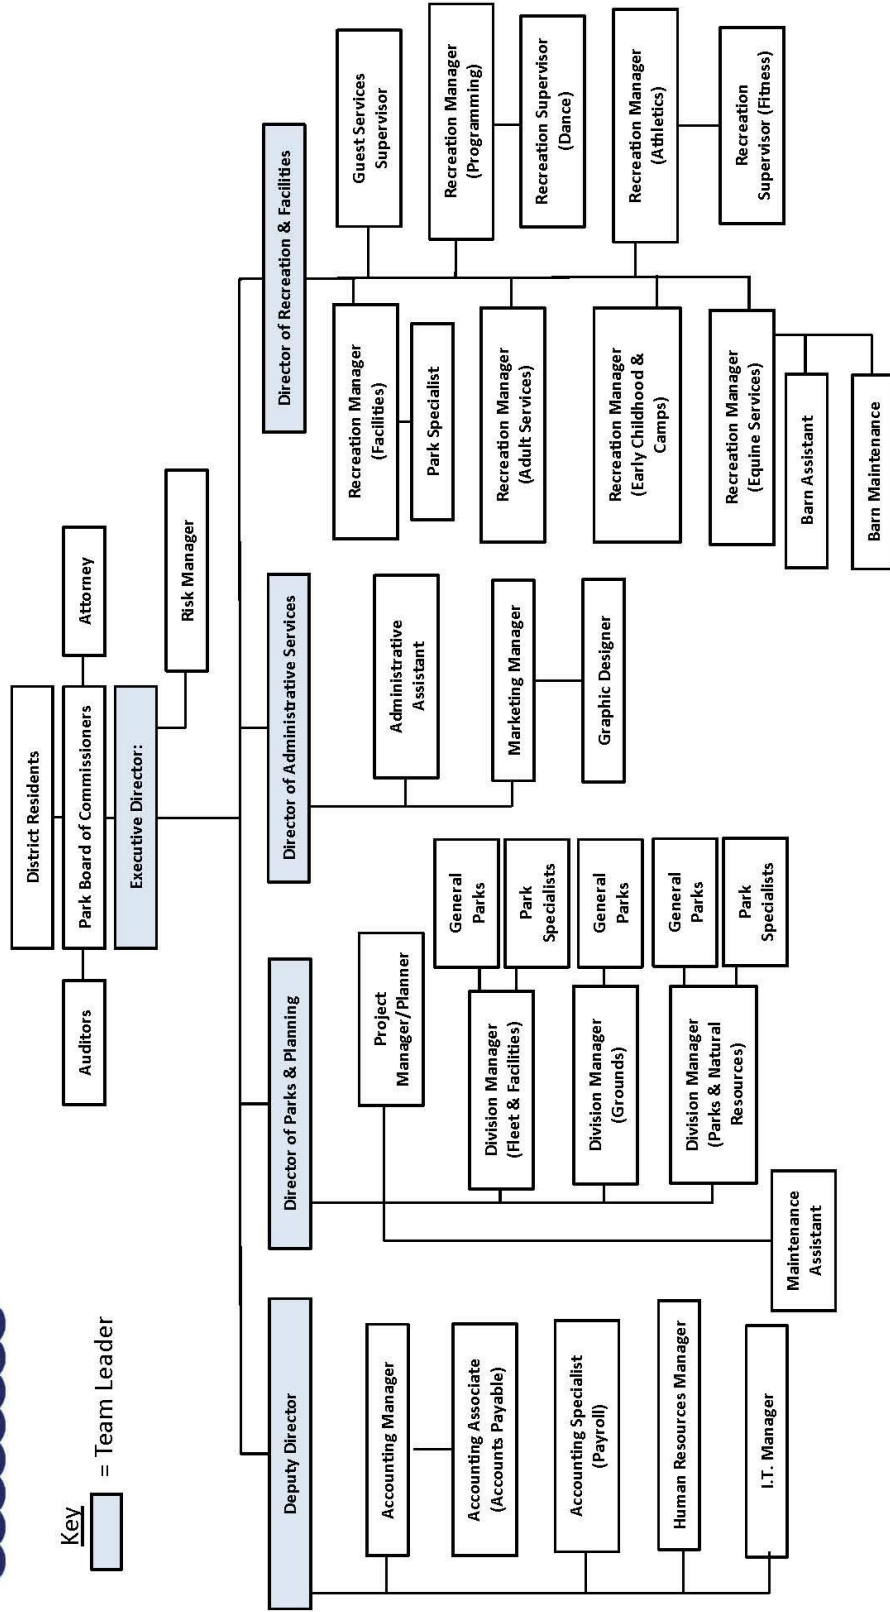 Key
= Team Leader
District Residents
Auditors
Park Board of Commissioners
Attorney
Executive Director:
Risk Manager
Deputy Director
Accounting Manager
Accounting Associate
(Accounts Payable)
Accounting Specialist
(Payroll)
Human Resources Manager
I.T. Manager
Director of Parks & Planning
Project
Manager/Planner
Division Manager
(Fleet & Facilities)
General
Parks
Park
Specialists
Division Manager
(Grounds)
General
Parks
Division Manager
(Parks & Natural
Resources)
General
Parks
Park
Specialists
Maintenance
Assistant
Director of Administrative Services
Administrative
Assistant
Marketing Manager
Graphic Designer
Director of Recreation & Facilities
Guest Services
Supervisor
Recreation Manager
(Facilities)
Park Specialist
Recreation Manager
(Programming)
Recreation Supervisor
(Dance)
Recreation Manager
(Adult Services)
Recreation Manager
(Athletics)
Recreation
Supervisor (Fitness)
Recreation Manager
(Early Childhood &
Camps)
Recreation Manager
(Equine Services)
Barn Assistant
Barn Maintenance